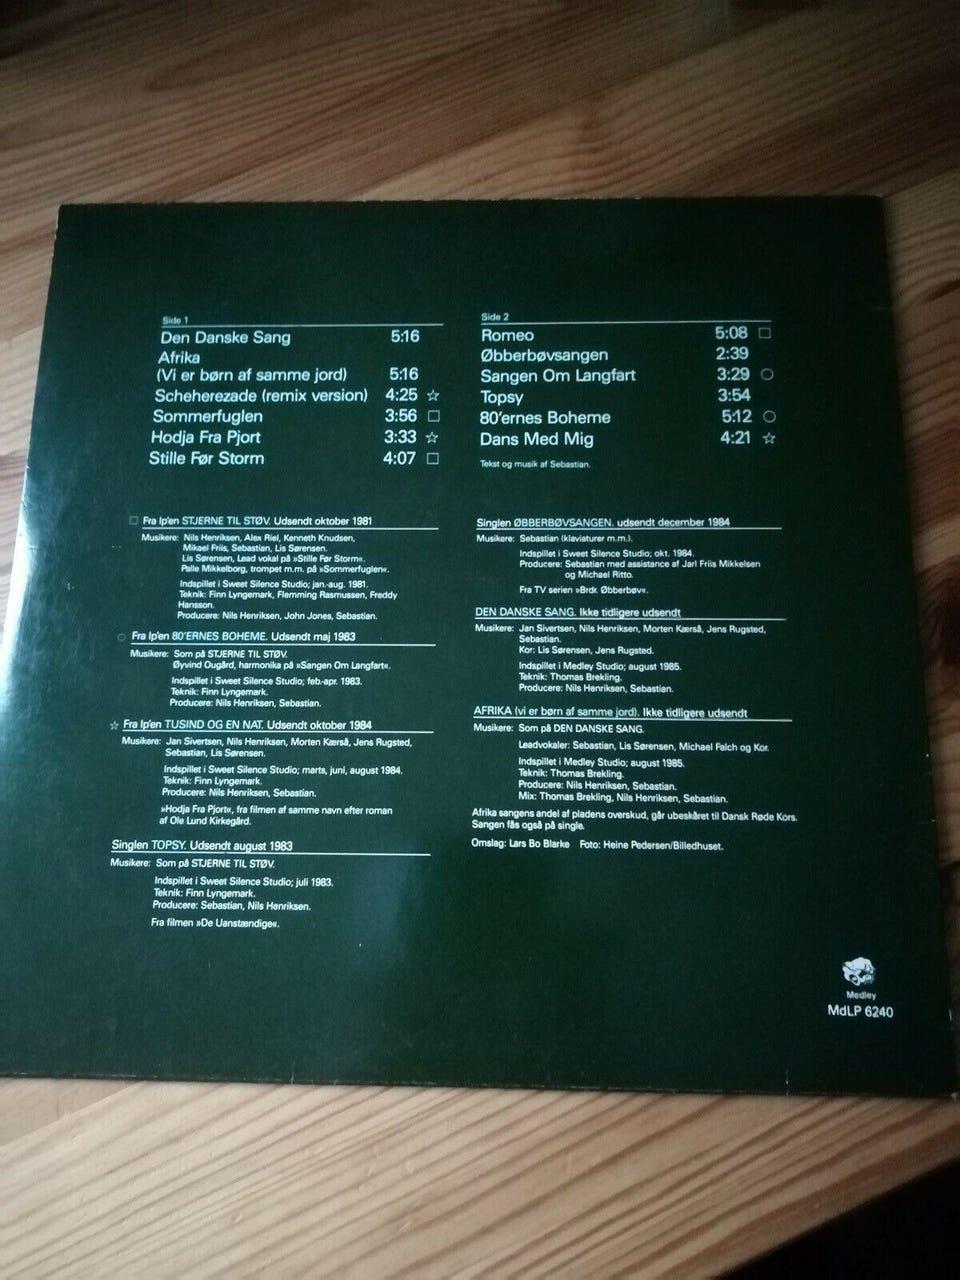 Side 1
Den Danske Sang 5:16
Afrika
(Vi er børn af samme jord) 5:16
Scheherezade (remix version) 4:25 ☆
Sommerfuglen 3:56 □
Hodja Fra Pjort 3:33 ☆
Stille Før Storm 4:07 □
Side 2
Romeo 5:08 □
Øbberbøvsangen 2:39
Sangen Om Langfart 3:29 ○
Topsy 3:54
80'ernes Boheme 5:12 ○
Dans Med Mig 4:21 ☆
Tekst og musik af Sebastian.
□ Fra lp'en STJERNE TIL STØV. Udsendt oktober 1981
Musikere: Nils Henriksen, Alex Riel, Kenneth Knudsen,
Mikael Friis, Sebastian, Lis Sørensen.
Lis Sørensen, Lead vokal på »Stille Før Storm«.
Palle Mikkelborg, trompet m.m. på »Sommerfuglen«.
Indspillet i Sweet Silence Studio; jan.-aug. 1981.
Teknik: Finn Lyngemark, Flemming Rasmussen, Freddy
Hansson.
Producere: Nils Henriksen, John Jones, Sebastian.
○ Fra lp'en 80'ERNES BOHEME. Udsendt maj 1983
Musikere: Som på STJERNE TIL STØV.
Øyvind Ougård, harmonika på »Sangen Om Langfart«.
Indspillet i Sweet Silence Studio; feb.-apr. 1983.
Teknik: Finn Lyngemark.
Producere: Nils Henriksen, Sebastian.
☆ Fra lp'en TUSIND OG EN NAT. Udsendt oktober 1984
Musikere: Jan Sivertsen, Nils Henriksen, Morten Kærså, Jens Rugsted,
Sebastian, Lis Sørensen.
Indspillet i Sweet Silence Studio; marts, juni, august 1984.
Teknik: Finn Lyngemark.
Producere: Nils Henriksen, Sebastian.
»Hodja Fra Pjort«, fra filmen af samme navn efter roman
af Ole Lund Kirkegård.
Singlen TOPSY. Udsendt august 1983
Musikere: Som på STJERNE TIL STØV.
Indspillet i Sweet Silence Studio; juli 1983.
Teknik: Finn Lyngemark.
Producere: Sebastian, Nils Henriksen.
Fra filmen »De Uanstændige«.
Singlen ØBBERBØVSANGEN. udsendt december 1984
Musikere: Sebastian (klaviaturer m.m.).
Indspillet i Sweet Silence Studio; okt. 1984.
Producere: Sebastian med assistance af Jarl Friis Mikkelsen
og Michael Ritto.
Fra TV serien »Brdr. Øbberbøv«.
DEN DANSKE SANG. Ikke tidligere udsendt
Musikere: Jan Sivertsen, Nils Henriksen, Morten Kærså, Jens Rugsted,
Sebastian.
Kor: Lis Sørensen, Jens Rugsted.
Indspillet i Medley Studio; august 1985.
Teknik: Thomas Brekling.
Producere: Nils Henriksen, Sebastian.
AFRIKA (vi er børn af samme jord). Ikke tidligere udsendt
Musikere: Som på DEN DANSKE SANG.
Leadvokaler: Sebastian, Lis Sørensen, Michael Falch og Kor.
Indspillet i Medley Studio; august 1985.
Teknik: Thomas Brekling.
Producere: Nils Henriksen, Sebastian.
Mix: Thomas Brekling, Nils Henriksen, Sebastian.
Afrika sangens andel af pladens overskud, går ubeskåret til Dansk Røde Kors.
Sangen fås også på single.
Omslag: Lars Bo Blarke Foto: Heine Pedersen/Billedhuset.
Medley
MdLP 6240